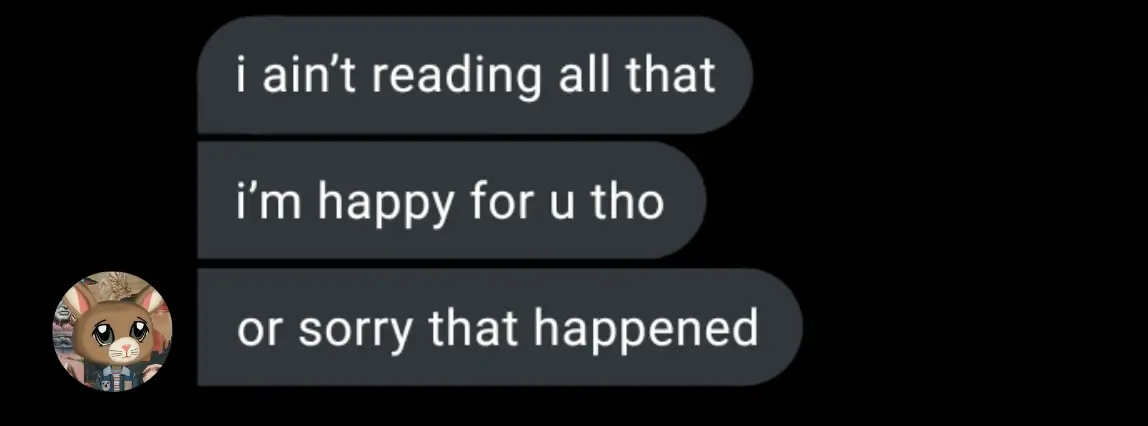 i ain’t reading all that
i’m happy for u tho
or sorry that happened